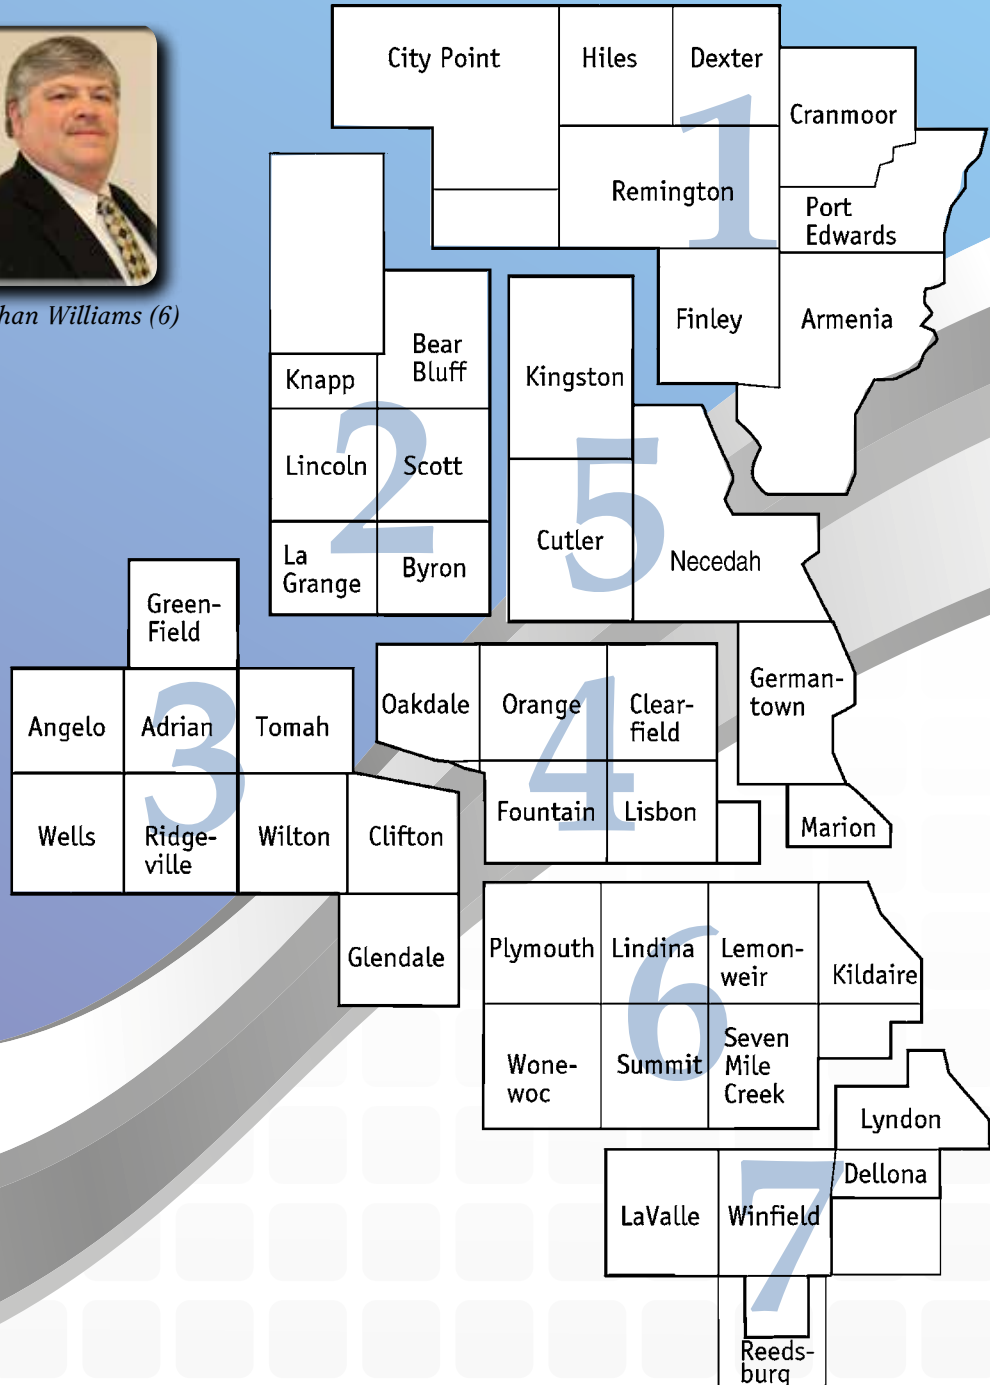 City Point
Hiles
Dexter
Cranmoor
1
Remington
Port
Edwards
Finley
Armenia
han Williams (6)
Bear
Bluff
Knapp
Kingston
2
Lincoln
Scott
5
Cutler
Necedah
La
Grange
Byron
Green-
Field
Angelo
Adrian
Tomah
3
Oakdale
Orange
Clear-
field
4
German-
town
Wells
Ridge-
ville
Wilton
Clifton
Fountain
Lisbon
Marion
Glendale
Plymouth
Lindina
Lemon-
weir
Kildaire
6
Wone-
woc
Summit
Seven
Mile
Creek
Lyndon
Dellona
LaValle
Winfield
7
Reeds-
burg